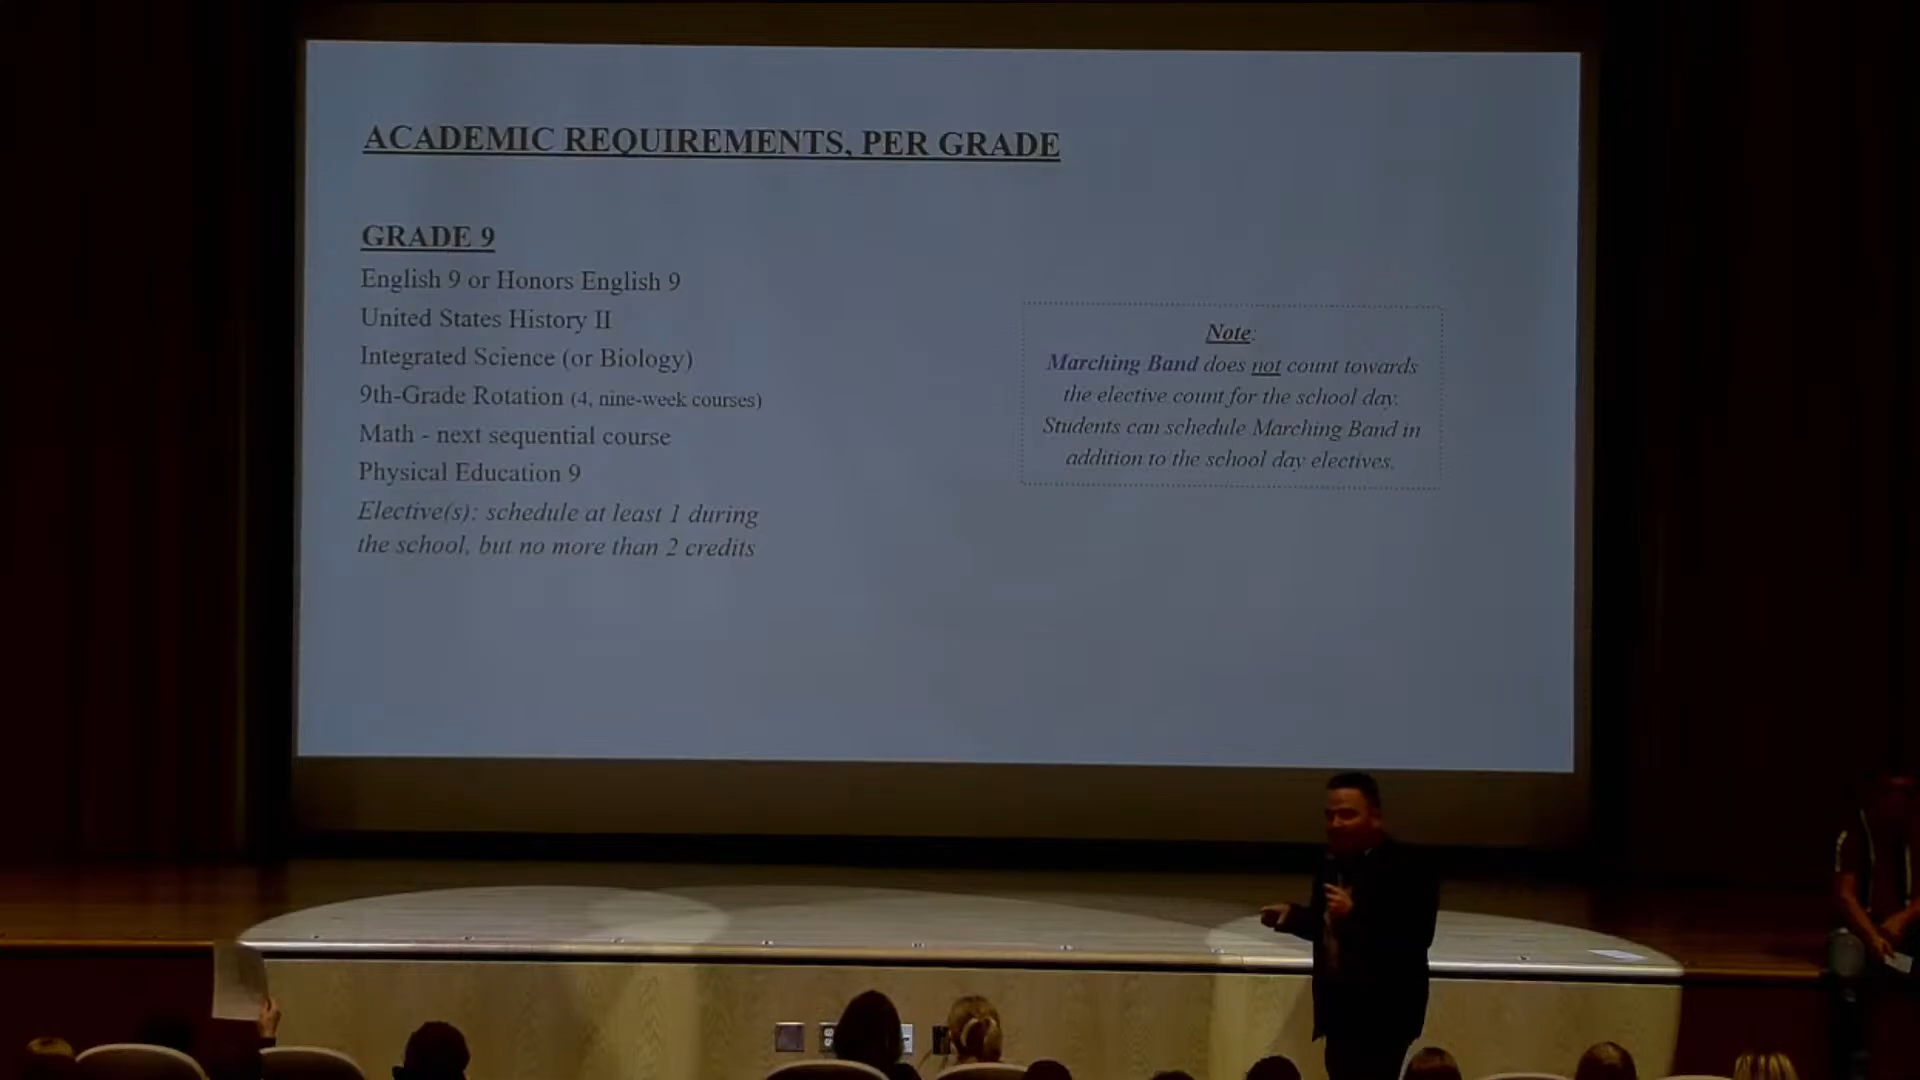 ACADEMIC REQUIREMENTS, PER GRADE
GRADE 9
English 9 or Honors English 9
United States History II
Integrated Science (or Biology)
9th-Grade Rotation (4, nine-week courses)
Math - next sequential course
Physical Education 9
Elective(s): schedule at least 1 during
the school, but no more than 2 credits
Note:
Marching Band does not count towards
the elective count for the school day.
Students can schedule Marching Band in
addition to the school day electives.